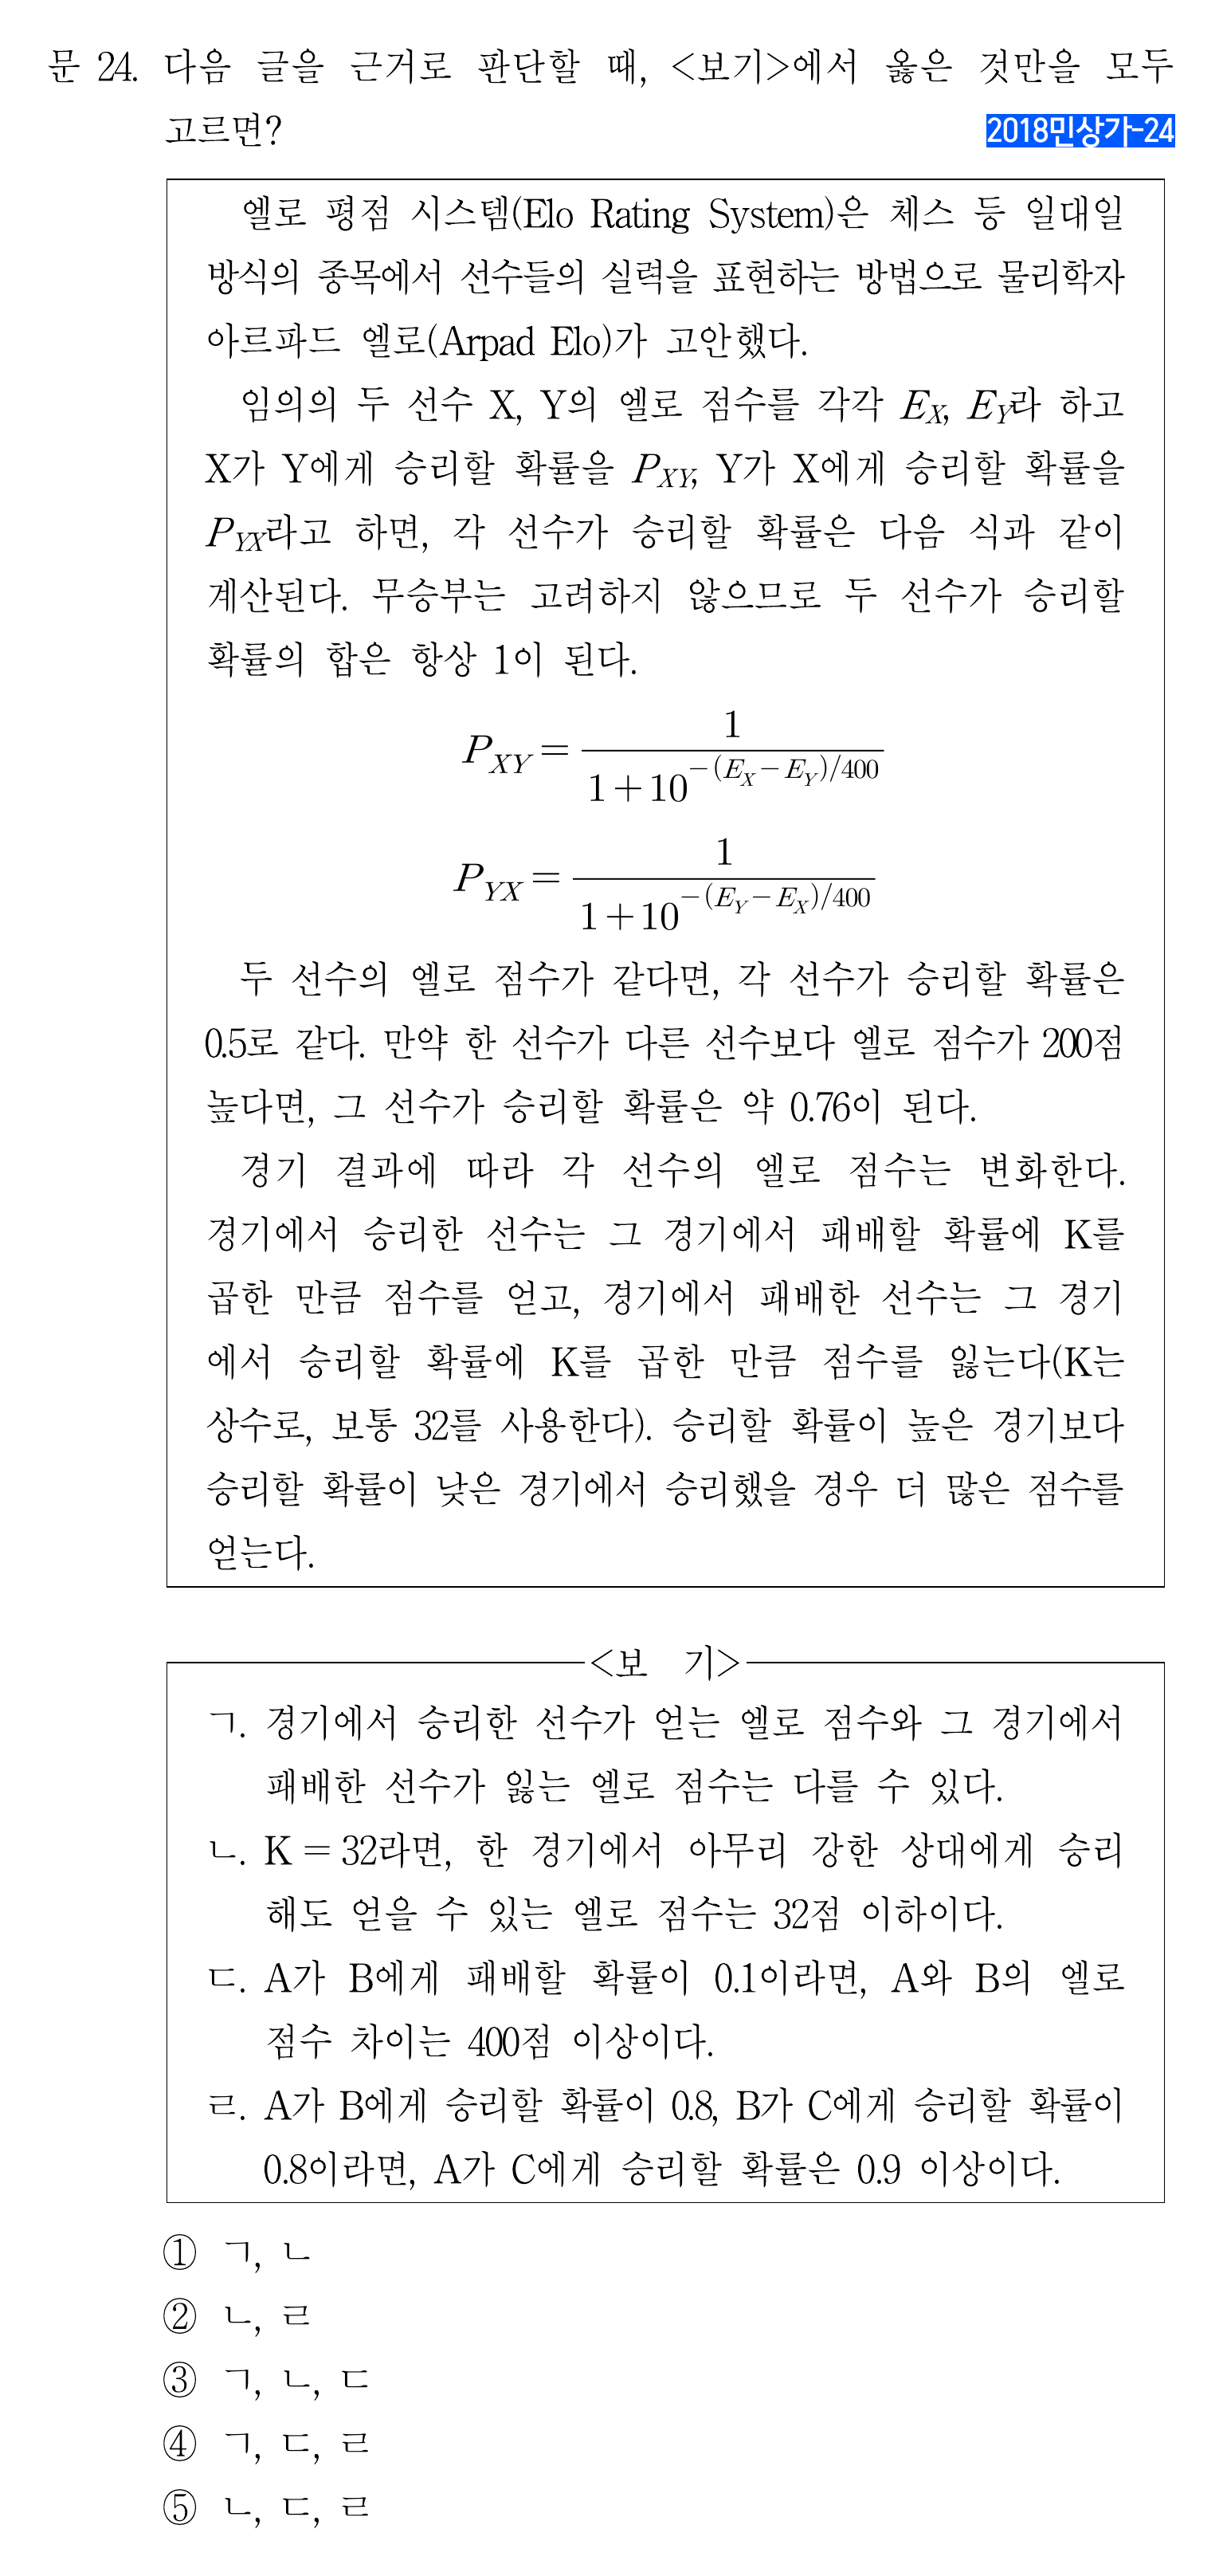 문 24. 다음 글을 근거로 판단할 때, <보기>에서 옳은 것만을 모두
고르면?
2018민상가-24
엘로 평점 시스템(Elo Rating System)은 체스 등 일대일
방식의 종목에서 선수들의 실력을 표현하는 방법으로 물리학자
아르파드 엘로(Arpad Elo)가 고안했다.
임의의 두 선수 X, Y의 엘로 점수를 각각 E_X, E_Y라 하고
X가 Y에게 승리할 확률을 P_XY, Y가 X에게 승리할 확률을
P_YX라고 하면, 각 선수가 승리할 확률은 다음 식과 같이
계산된다. 무승부는 고려하지 않으므로 두 선수가 승리할
확률의 합은 항상 1이 된다.
P_XY = 1 / (1+10^(-(E_X-E_Y)/400))
P_YX = 1 / (1+10^(-(E_Y-E_X)/400))
두 선수의 엘로 점수가 같다면, 각 선수가 승리할 확률은
0.5로 같다. 만약 한 선수가 다른 선수보다 엘로 점수가 200점
높다면, 그 선수가 승리할 확률은 약 0.76이 된다.
경기 결과에 따라 각 선수의 엘로 점수는 변화한다.
경기에서 승리한 선수는 그 경기에서 패배할 확률에 K를
곱한 만큼 점수를 얻고, 경기에서 패배한 선수는 그 경기
에서 승리할 확률에 K를 곱한 만큼 점수를 잃는다(K는
상수로, 보통 32를 사용한다). 승리할 확률이 높은 경기보다
승리할 확률이 낮은 경기에서 승리했을 경우 더 많은 점수를
얻는다.
<보 기>
ㄱ. 경기에서 승리한 선수가 얻는 엘로 점수와 그 경기에서
패배한 선수가 잃는 엘로 점수는 다를 수 있다.
ㄴ. K = 32라면, 한 경기에서 아무리 강한 상대에게 승리
해도 얻을 수 있는 엘로 점수는 32점 이하이다.
ㄷ. A가 B에게 패배할 확률이 0.1이라면, A와 B의 엘로
점수 차이는 400점 이상이다.
ㄹ. A가 B에게 승리할 확률이 0.8, B가 C에게 승리할 확률이
0.8이라면, A가 C에게 승리할 확률은 0.9 이상이다.
① ㄱ, ㄴ
② ㄴ, ㄹ
③ ㄱ, ㄴ, ㄷ
④ ㄱ, ㄷ, ㄹ
⑤ ㄴ, ㄷ, ㄹ